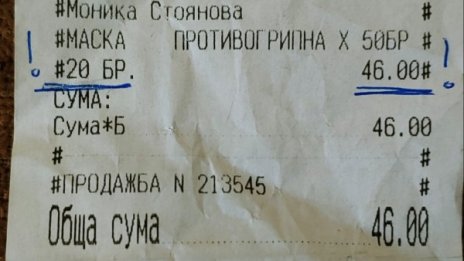 #Моника Стоянова #
#МАСКА ПРОТИВОГРИПНА X 50БР #
! #20 БР. 46.00# !
СУМА:
Сума*Б 46.00
# #
#ПРОДАЖБА N 213545 #
Обща сума 46.00